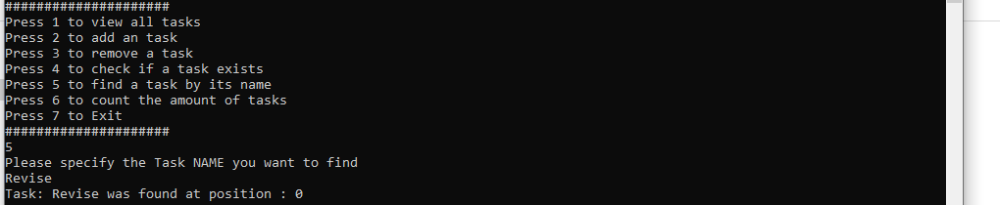 #####################
Press 1 to view all tasks
Press 2 to add an task
Press 3 to remove a task
Press 4 to check if a task exists
Press 5 to find a task by its name
Press 6 to count the amount of tasks
Press 7 to Exit
#####################
5
Please specify the Task NAME you want to find
Revise
Task: Revise was found at position : 0